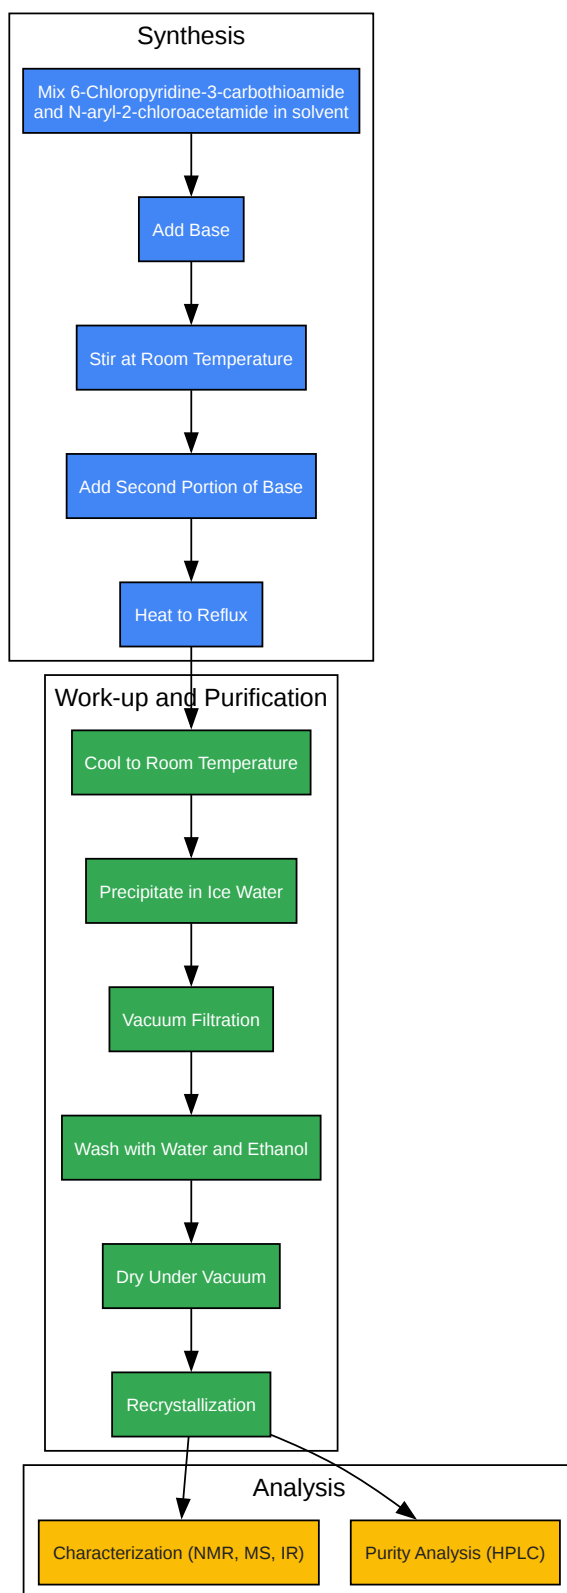 Synthesis
Mix 6-Chloropyridine-3-carbothioamide
and N-aryl-2-chloroacetamide in solvent
Add Base
Stir at Room Temperature
Add Second Portion of Base
Heat to Reflux
Work-up and Purification
Cool to Room Temperature
Precipitate in Ice Water
Vacuum Filtration
Wash with Water and Ethanol
Dry Under Vacuum
Recrystallization
Analysis
Characterization (NMR, MS, IR)
Purity Analysis (HPLC)